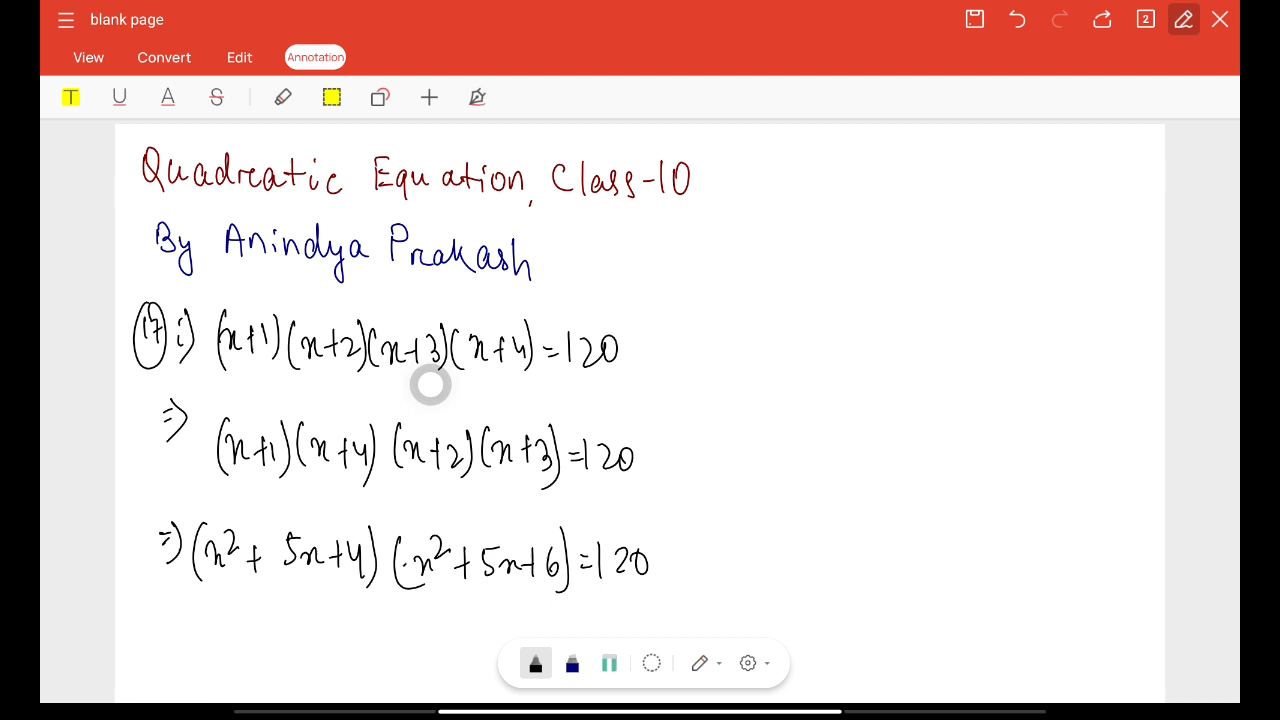 blank page
2
View Convert Edit Annotation
T U A S
Quadreatic Equation, Class-10
By Anindya Prakash
17 i) (x+1)(x+2)(x+3)(x+4)=120
⇒
(x+1)(x+4) (x+2)(x+3)=120
⇒(x²+ 5x+4) (x²+5x+6)=120